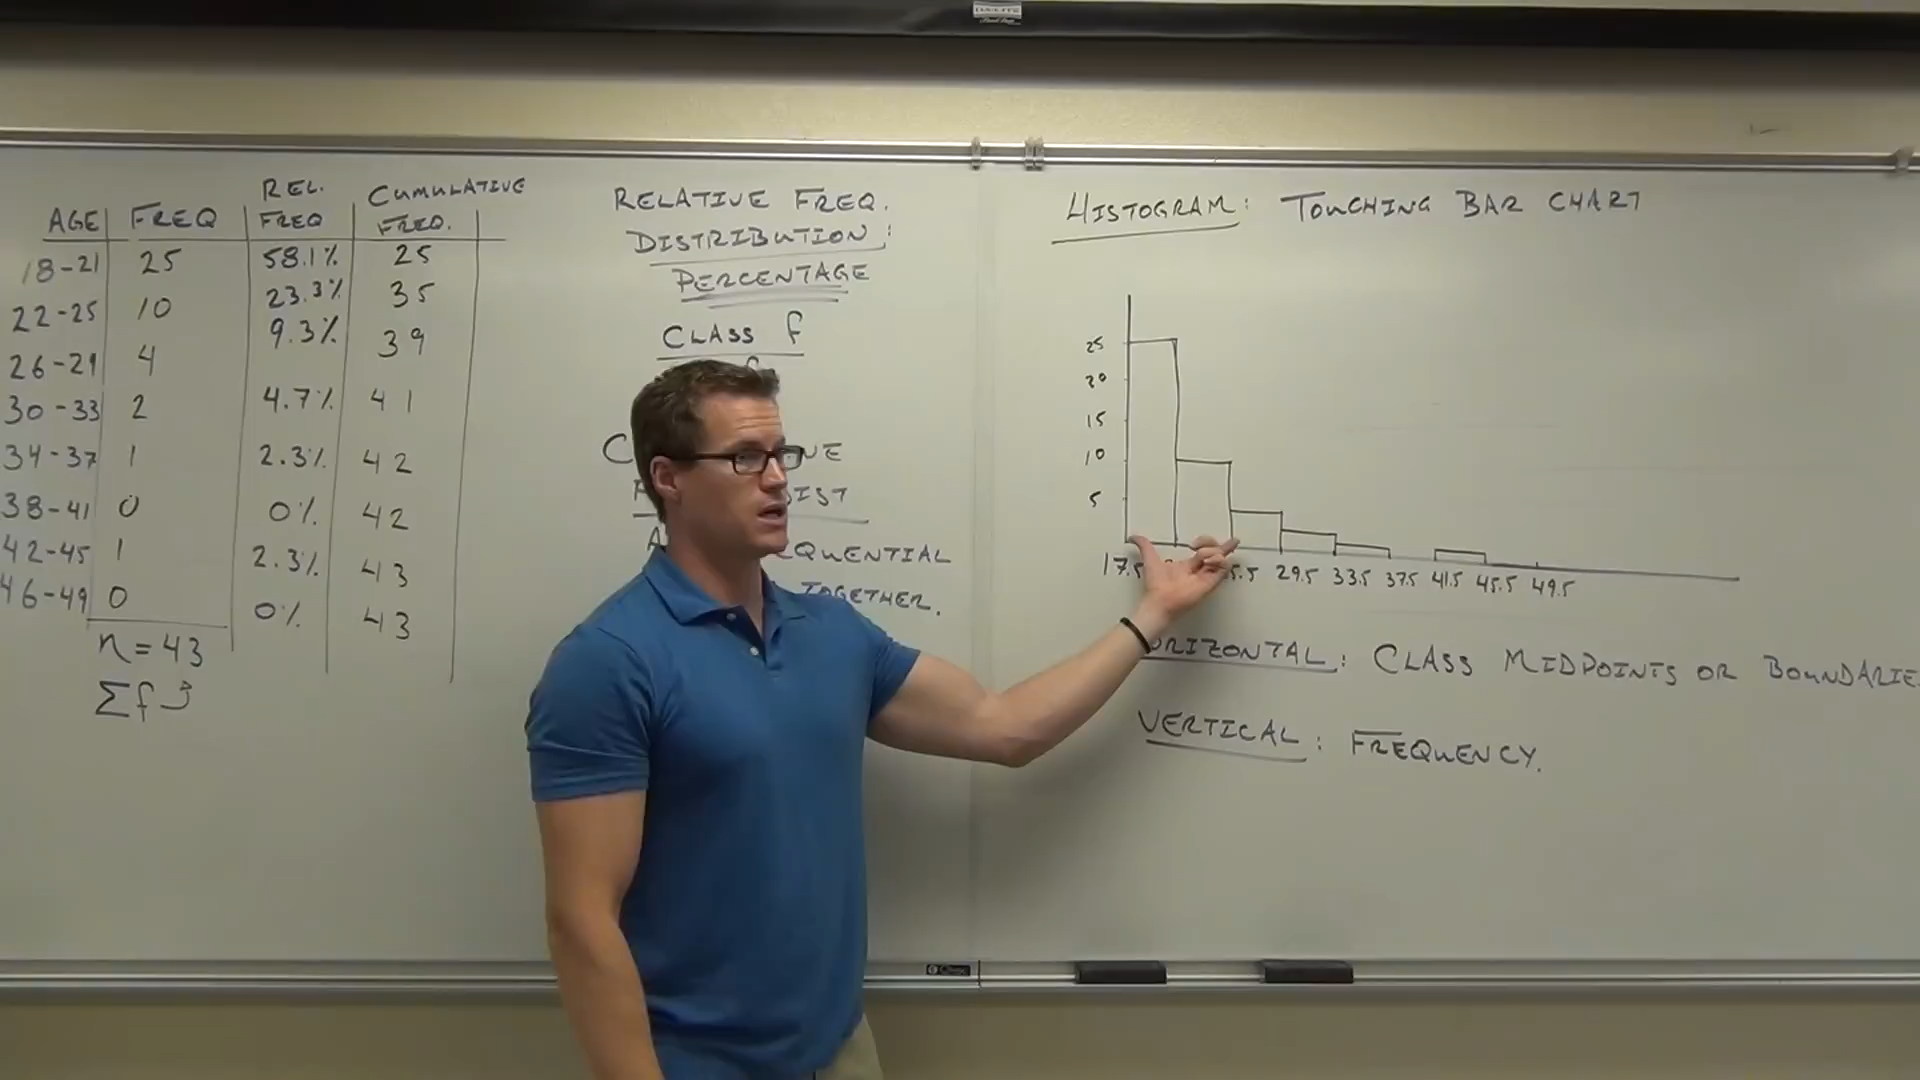 AGE FREQ REL. FREQ CUMULATIVE FREQ.
18-21 25 58.1% 25
22-25 10 23.3% 35
26-29 4 9.3% 39
30-33 2 4.7% 41
34-37 1 2.3% 42
38-41 0 0% 42
42-45 1 2.3% 43
46-49 0 0% 43
n = 43
Σf
RELATIVE FREQ.
DISTRIBUTION:
PERCENTAGE
CLASS f
TOGETHER.
HISTOGRAM: TOUCHING BAR CHART
25
20
15
10
5
17.5 29.5 33.5 37.5 41.5 45.5 49.5
HORIZONTAL: CLASS MIDPOINTS OR BOUNDARIES
VERTICAL: FREQUENCY.